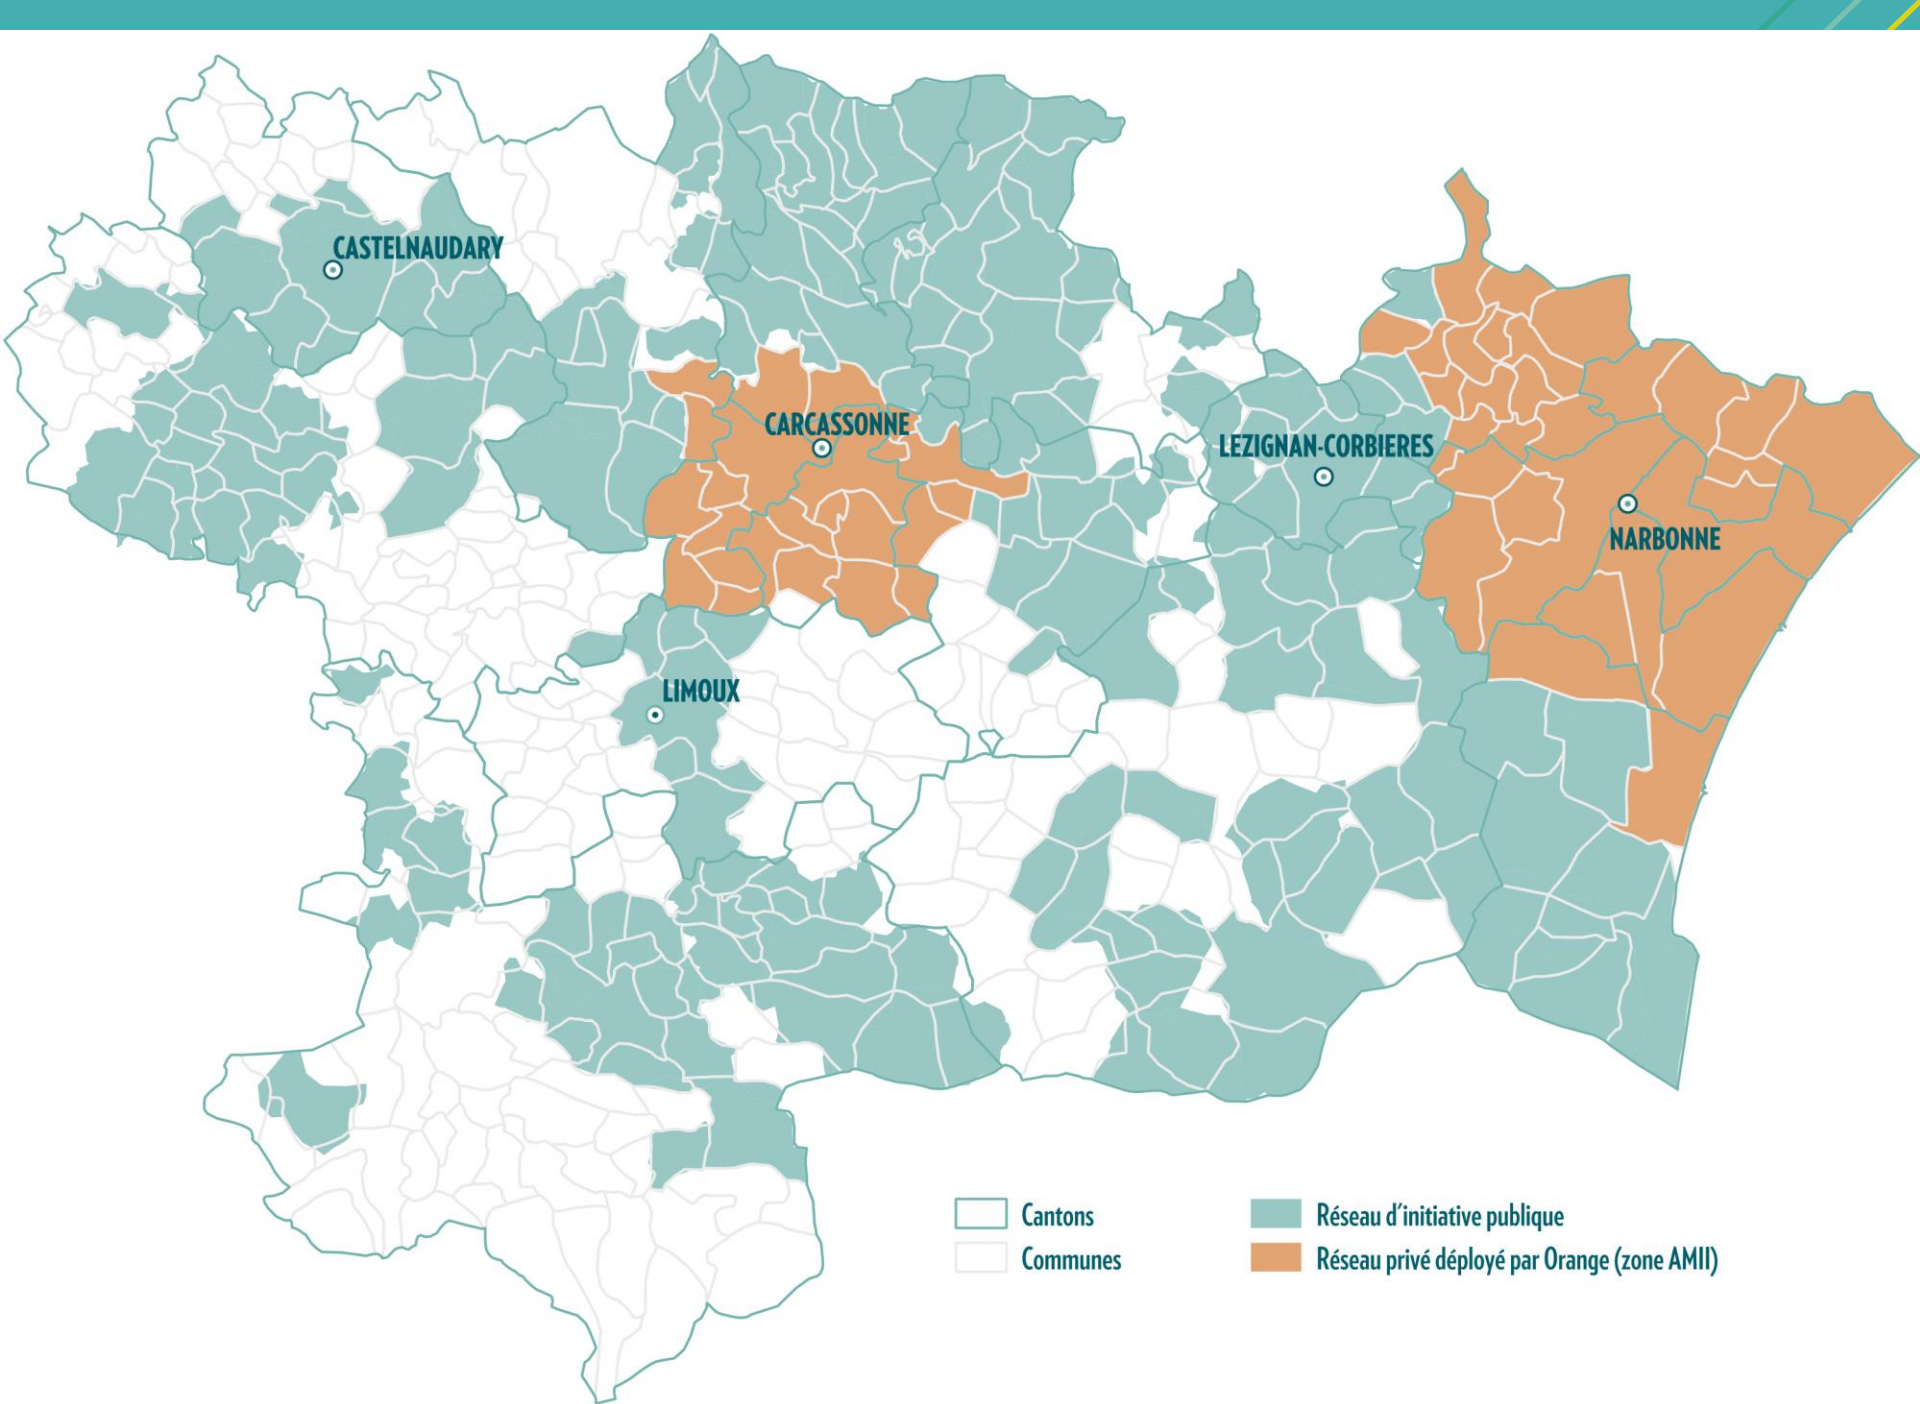 CASTELNAUDARY
CARCASSONNE
LEZIGNAN-CORBIERES
NARBONNE
LIMOUX
Cantons
Communes
Réseau d'initiative publique
Réseau privé déployé par Orange (zone AMII)